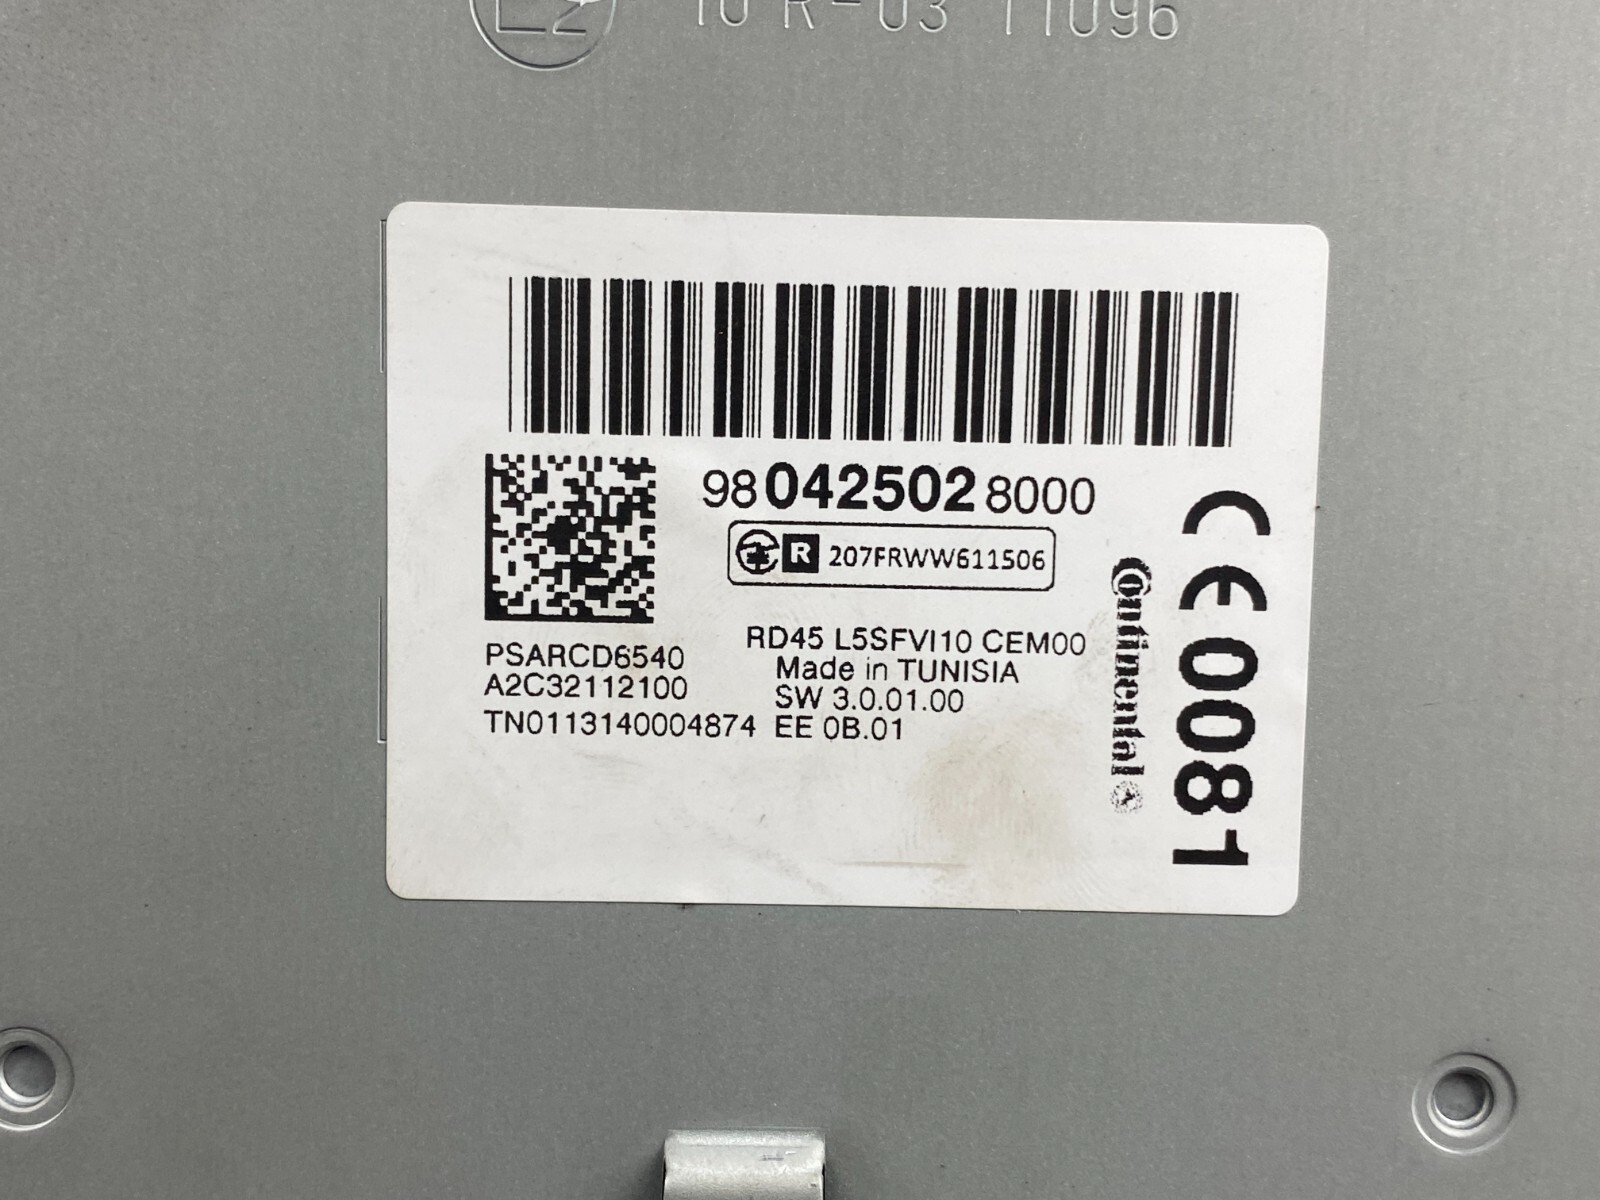 E2 10 R-03 11096
98 042502 8000
R 207FRWW611506
RD45 L5SFVI10 CEM00
Made in TUNISIA
SW 3.0.01.00
EE 0B.01
PSARCD6540
A2C32112100
TN0113140004874
Continental
CE 0081